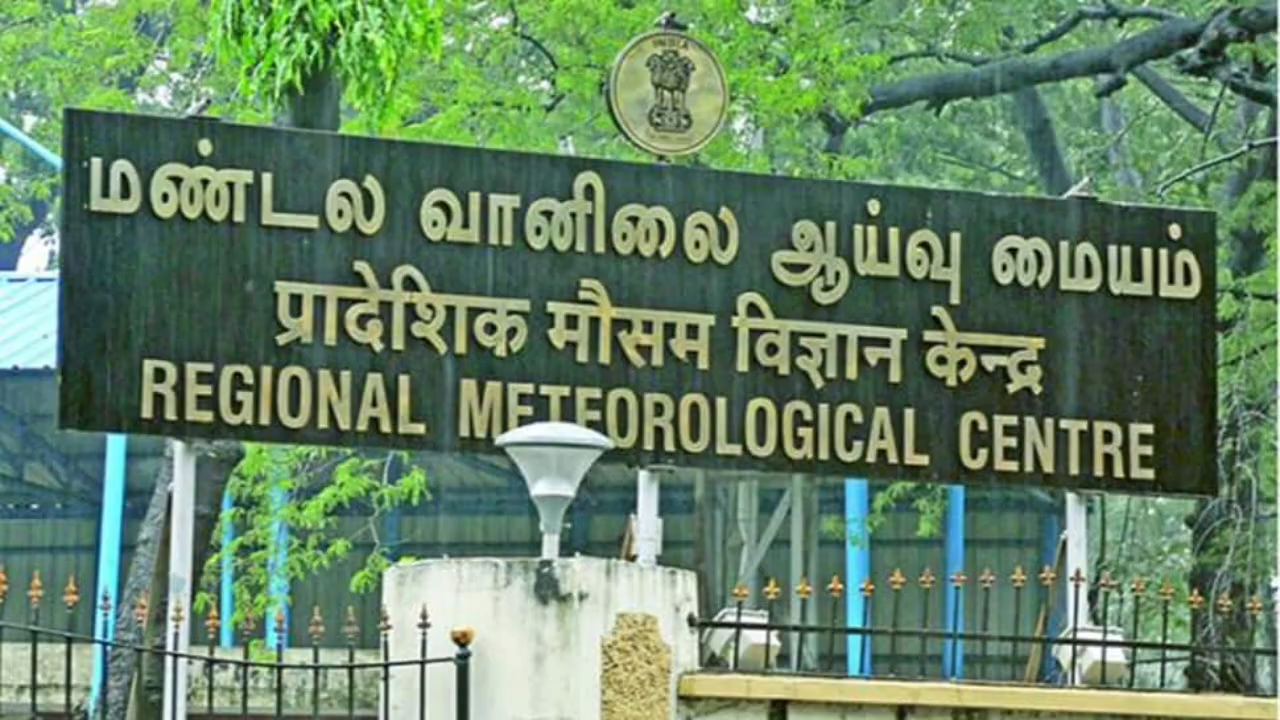 மண்டல வானிலை ஆய்வு மையம்
प्रादेशिक मौसम विज्ञान केन्द्र
REGIONAL METEOROLOGICAL CENTRE